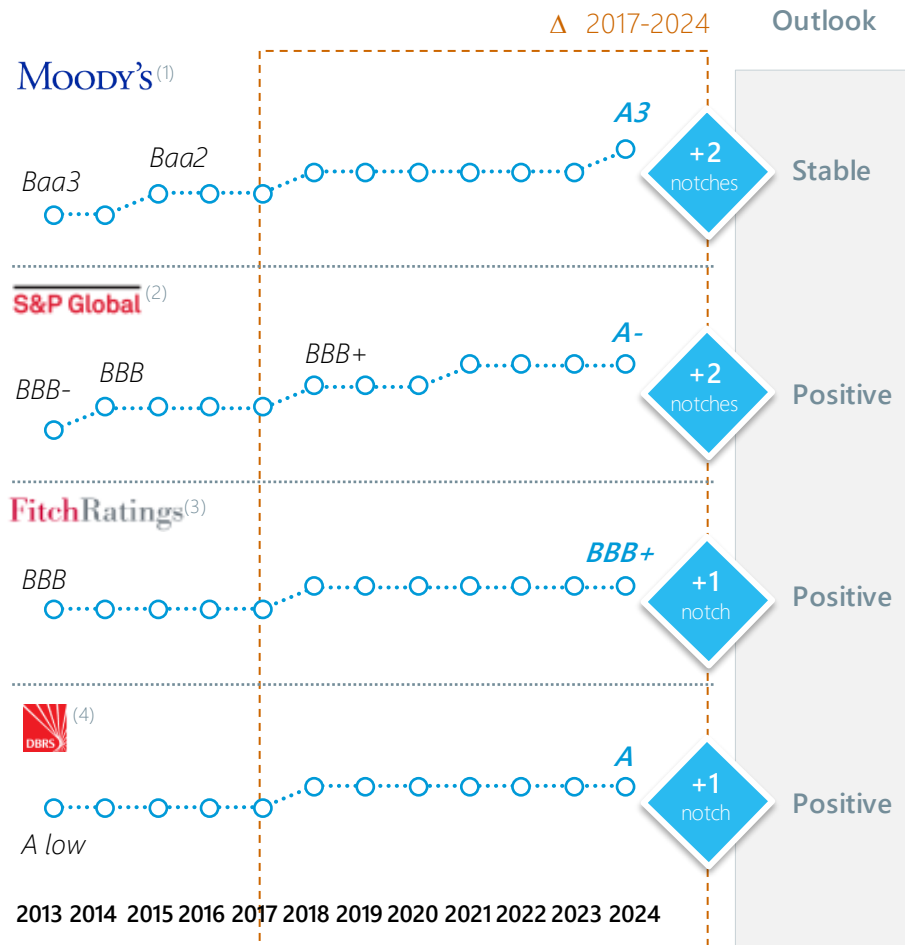 Δ 2017-2024
Outlook
MOODY'S (1)
A3
Baa2
Baa3
+2
notches
Stable
S&P Global (2)
A-
BBB+
BBB
BBB-
+2
notches
Positive
FitchRatings (3)
BBB+
BBB
+1
notch
Positive
DBRS (4)
A
+1
notch
Positive
A low
2013 2014 2015 2016 2017 2018 2019 2020 2021 2022 2023 2024